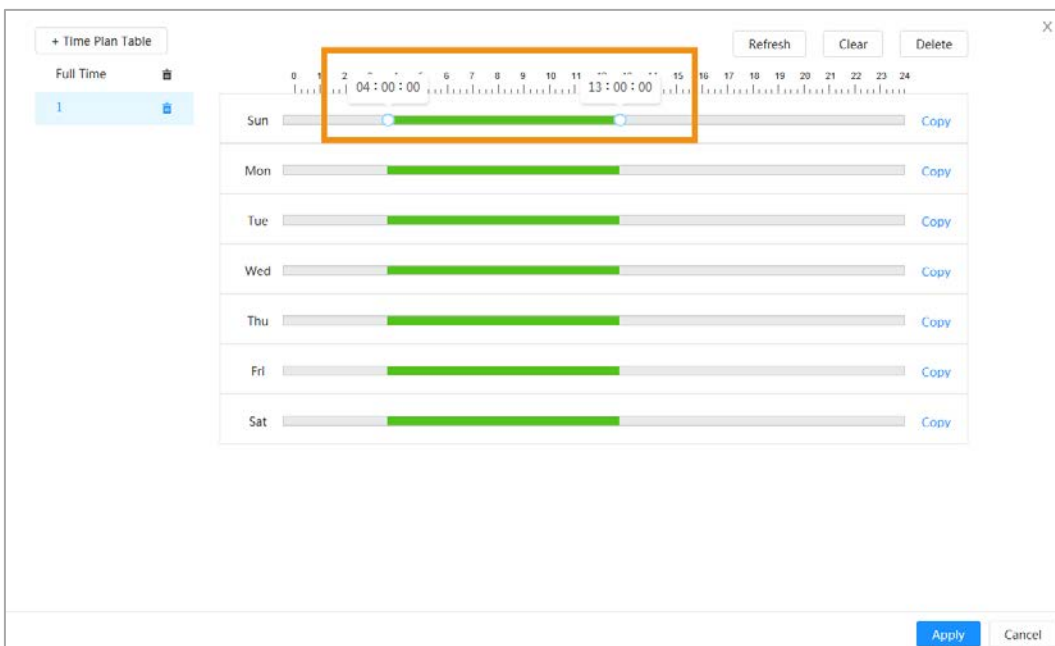 + Time Plan Table
Refresh Clear Delete
Full Time
0 1 2 6 7 8 9 10 11 15 16 17 18 19 20 21 22 23 24
04:00:00 13:00:00
1
Sun Copy
Mon Copy
Tue Copy
Wed Copy
Thu Copy
Fri Copy
Sat Copy
Apply Cancel